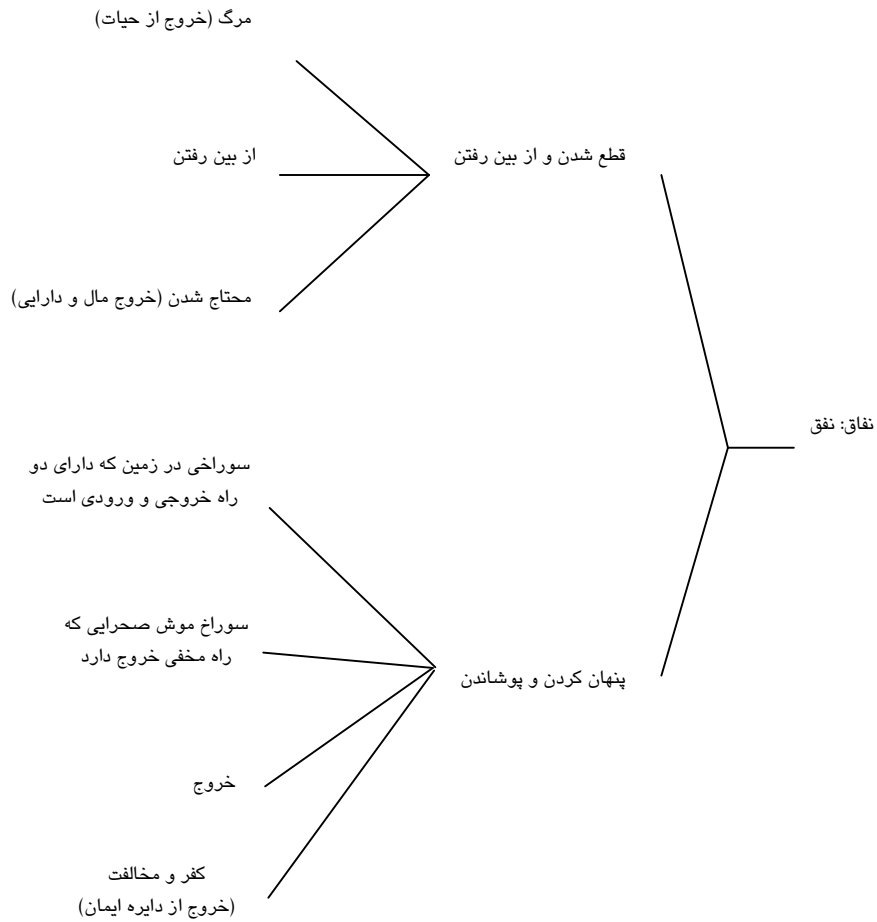 نفاق: نفق
قطع شدن و از بین رفتن
مرگ (خروج از حیات)
از بین رفتن
محتاج شدن (خروج مال و دارایی)
پنهان کردن و پوشاندن
سوراخی در زمین که دارای دو
راه خروجی و ورودی است
سوراخ موش صحرایی که
راه مخفی خروج دارد
خروج
کفر و مخالفت
(خروج از دایره ایمان)